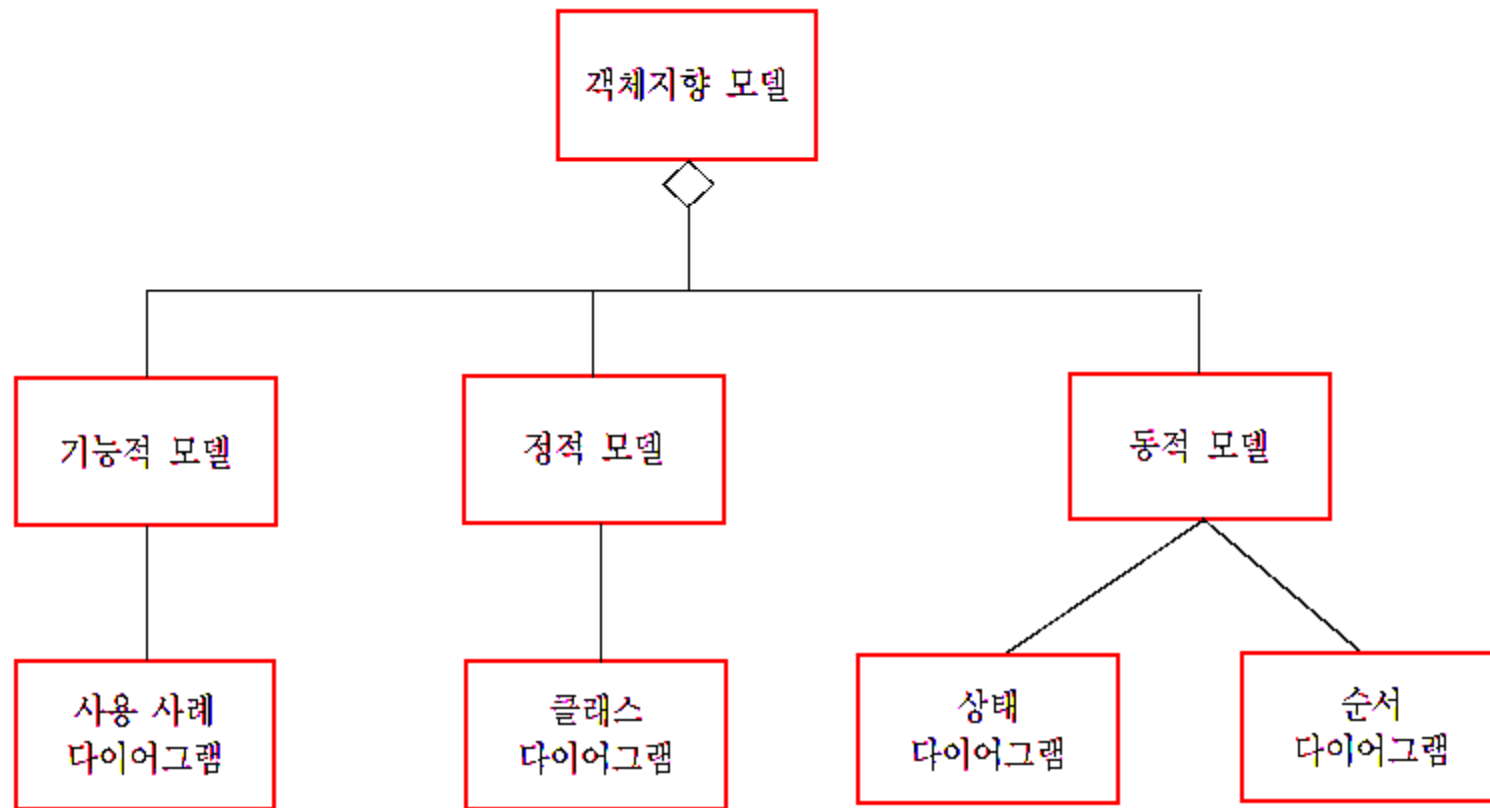 객체지향 모델
기능적 모델
정적 모델
동적 모델
사용 사례
다이어그램
클래스
다이어그램
상태
다이어그램
순서
다이어그램